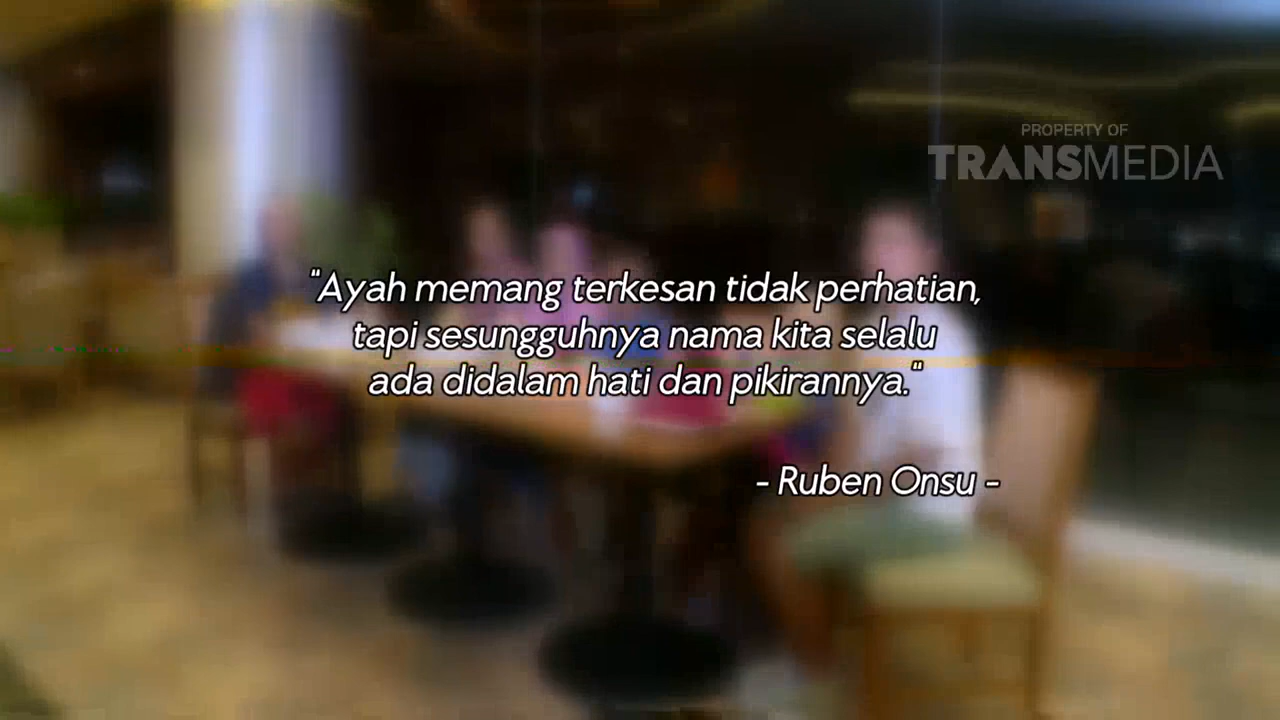 PROPERTY OF
TRANSMEDIA
"Ayah memang terkesan tidak perhatian,
tapi sesungguhnya nama kita selalu
ada didalam hati dan pikirannya."
- Ruben Onsu -